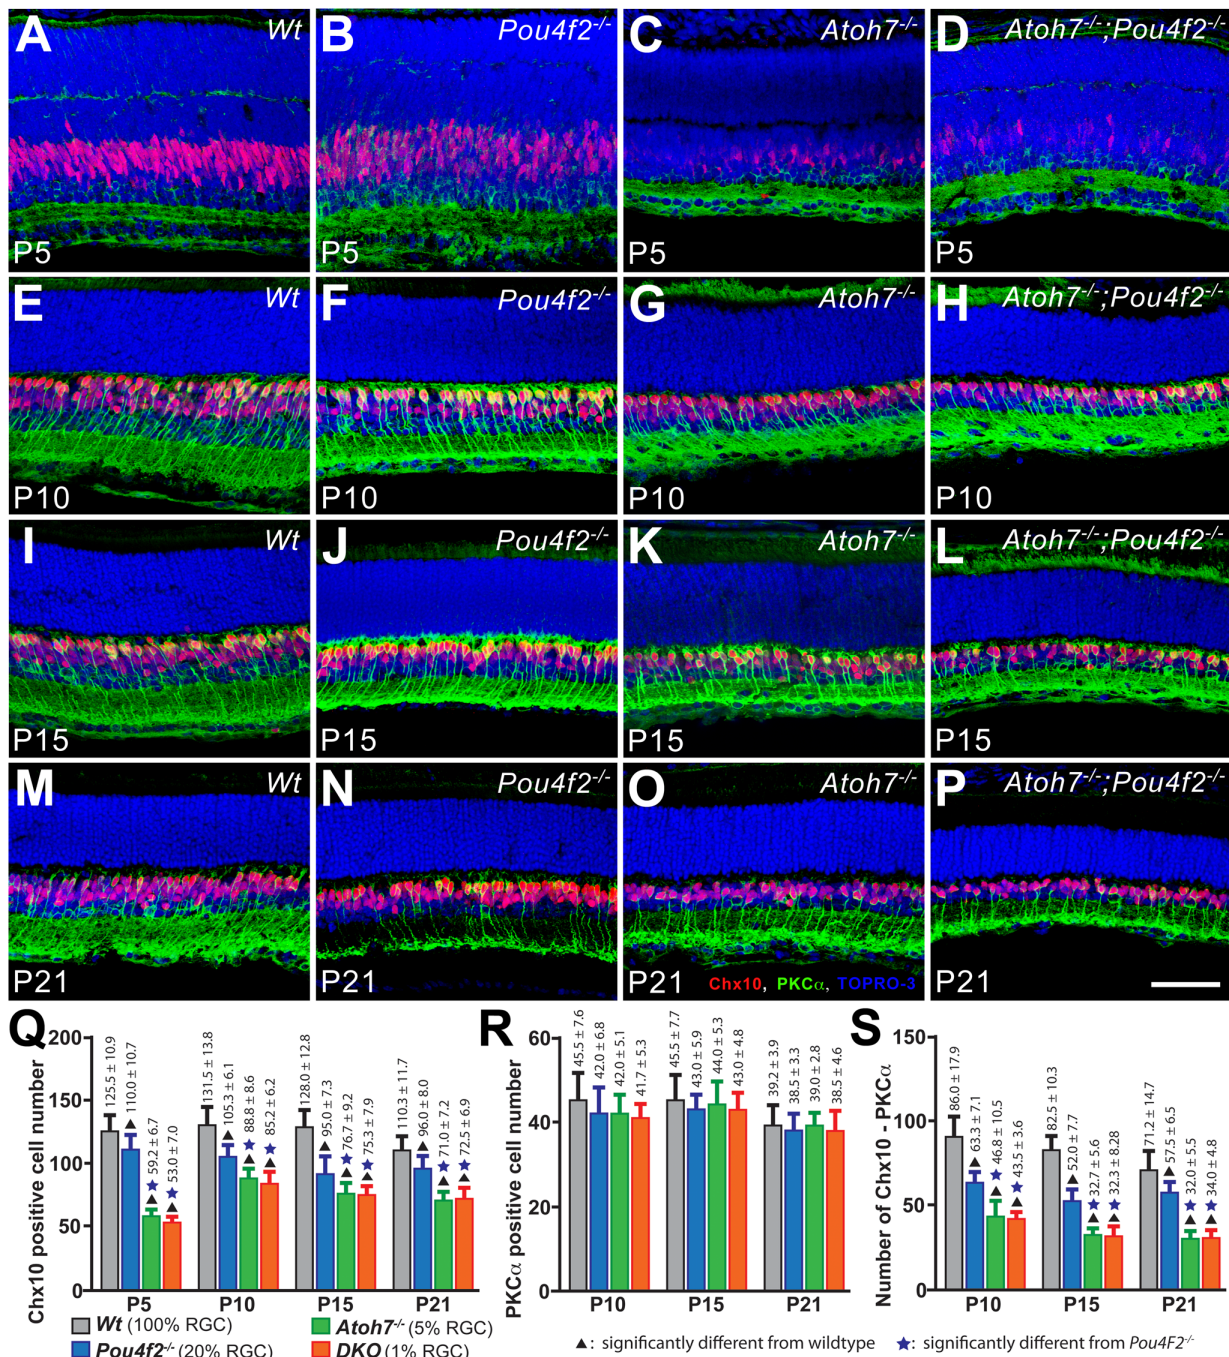 A Wt B Pou4f2-/- C Atoh7-/- D Atoh7-/-;Pou4f2-/-
P5 P5 P5 P5
E Wt F Pou4f2-/- G Atoh7-/- H Atoh7-/-;Pou4f2-/-
P10 P10 P10 P10
I Wt J Pou4f2-/- K Atoh7-/- L Atoh7-/-;Pou4f2-/-
P15 P15 P15 P15
M Wt N Pou4f2-/- O Atoh7-/- P Atoh7-/-;Pou4f2-/-
P21 P21 P21 Chx10, PKCα, TOPRO-3 P21
Q
Chx10 positive cell number
200
150
100
50
0
125.5 ± 10.9
110.0 ± 10.7
59.2 ± 6.7
53.0 ± 7.0
131.5 ± 13.8
105.3 ± 6.1
88.8 ± 8.6
85.2 ± 6.2
128.0 ± 12.8
95.0 ± 7.3
76.7 ± 9.2
75.3 ± 7.9
110.3 ± 11.7
96.0 ± 8.0
71.0 ± 7.2
72.5 ± 6.9
P5 P10 P15 P21
R
PKCα positive cell number
60
40
20
0
45.5 ± 7.6
42.0 ± 6.8
42.0 ± 5.1
41.7 ± 5.3
45.5 ± 7.7
43.0 ± 5.9
44.0 ± 5.3
43.0 ± 4.8
39.2 ± 3.9
38.5 ± 3.3
39.0 ± 2.8
38.5 ± 4.6
P10 P15 P21
S
Number of Chx10 - PKCα
150
100
50
0
86.0 ± 17.9
63.3 ± 7.1
46.8 ± 10.5
43.5 ± 3.6
82.5 ± 10.3
52.0 ± 7.7
32.7 ± 5.6
32.3 ± 8.28
71.2 ± 14.7
57.5 ± 6.5
32.0 ± 5.5
34.0 ± 4.8
P10 P15 P21
Wt (100% RGC) Atoh7-/- (5% RGC)
Pou4f2-/- (20% RGC) DKO (1% RGC)
▲: significantly different from wildtype ★: significantly different from Pou4F2-/-